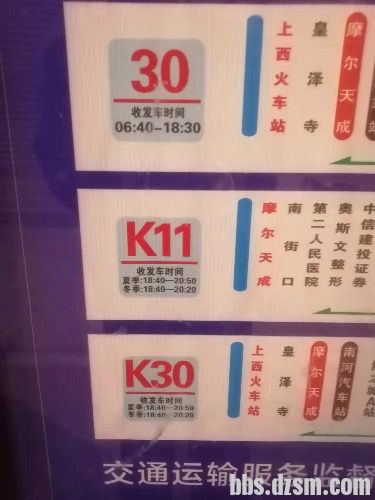 30
收发车时间
06:40-18:30
上西火车站
皇泽寺
摩尔天成
K11
收发车时间
夏季:18:40—20:50
冬季:18:40—20:20
摩尔天成
南街口
第二人民医院
奥斯文整形
中信建投证券
K30
收发车时间
夏季:18:40—20:50
冬季:18:40—20:20
上西火车站
皇泽寺
摩尔天成
南河汽车站
交通运输服务监督
bbs.dzsm.com